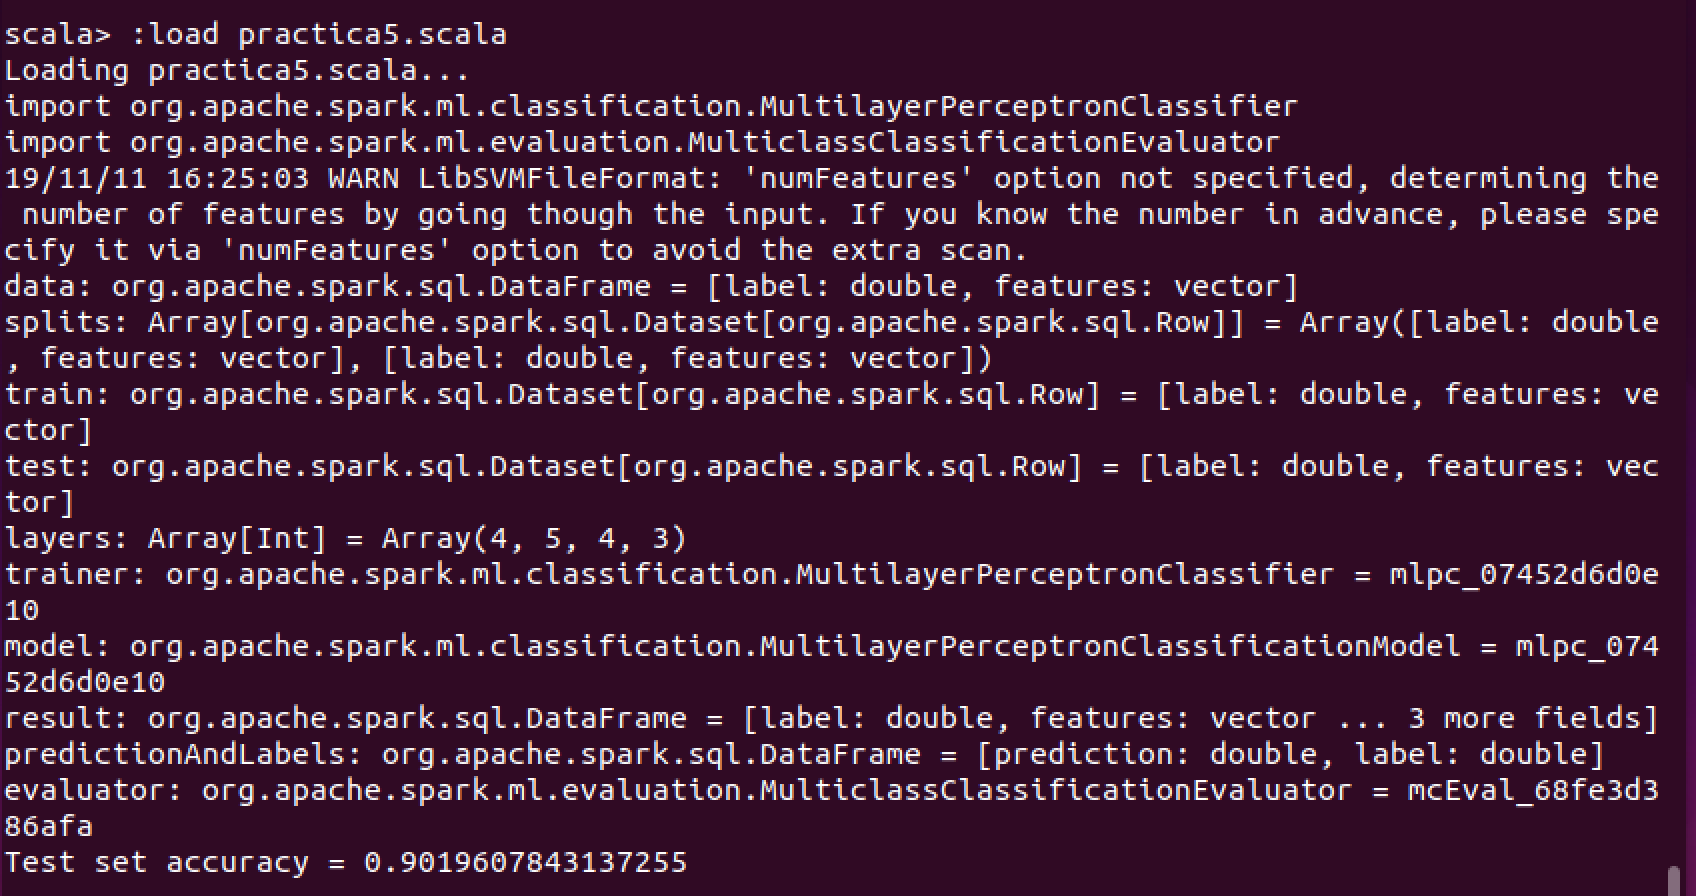 scala> :load practica5.scala
Loading practica5.scala...
import org.apache.spark.ml.classification.MultilayerPerceptronClassifier
import org.apache.spark.ml.evaluation.MulticlassClassificationEvaluator
19/11/11 16:25:03 WARN LibSVMFileFormat: 'numFeatures' option not specified, determining the
 number of features by going though the input. If you know the number in advance, please spe
cify it via 'numFeatures' option to avoid the extra scan.
data: org.apache.spark.sql.DataFrame = [label: double, features: vector]
splits: Array[org.apache.spark.sql.Dataset[org.apache.spark.sql.Row]] = Array([label: double
, features: vector], [label: double, features: vector])
train: org.apache.spark.sql.Dataset[org.apache.spark.sql.Row] = [label: double, features: ve
ctor]
test: org.apache.spark.sql.Dataset[org.apache.spark.sql.Row] = [label: double, features: vec
tor]
layers: Array[Int] = Array(4, 5, 4, 3)
trainer: org.apache.spark.ml.classification.MultilayerPerceptronClassifier = mlpc_07452d6d0e
10
model: org.apache.spark.ml.classification.MultilayerPerceptronClassificationModel = mlpc_074
52d6d0e10
result: org.apache.spark.sql.DataFrame = [label: double, features: vector ... 3 more fields]
predictionAndLabels: org.apache.spark.sql.DataFrame = [prediction: double, label: double]
evaluator: org.apache.spark.ml.evaluation.MulticlassClassificationEvaluator = mcEval_68fe3d3
86afa
Test set accuracy = 0.9019607843137255